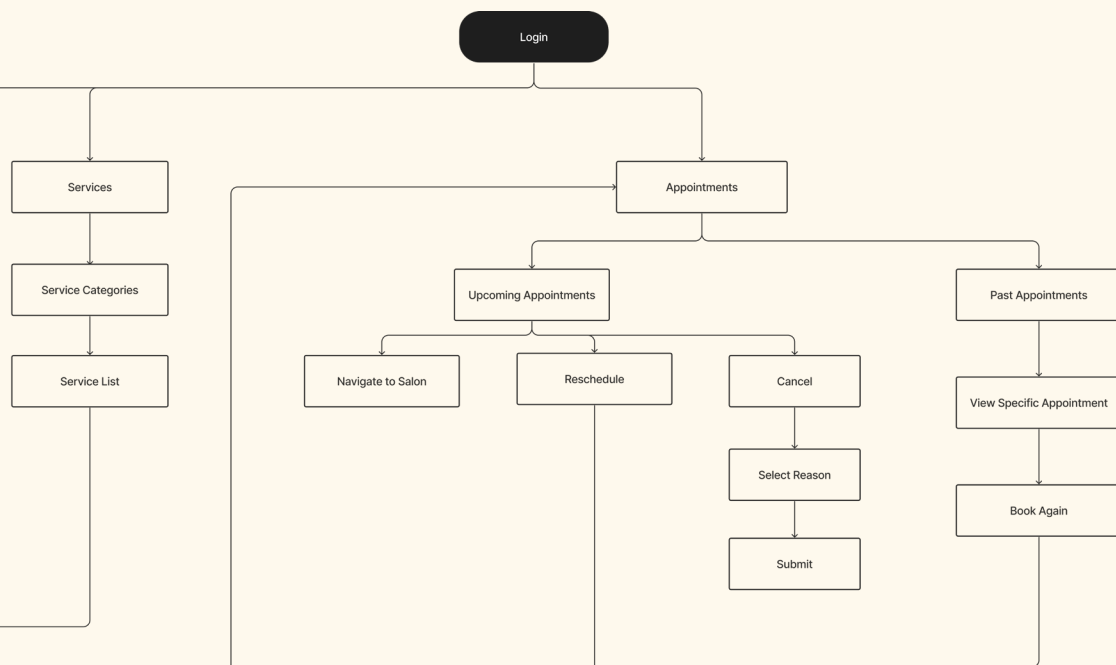 Login
Services
Appointments
Service Categories
Upcoming Appointments
Past Appointments
Service List
Navigate to Salon
Reschedule
Cancel
View Specific Appointment
Select Reason
Book Again
Submit